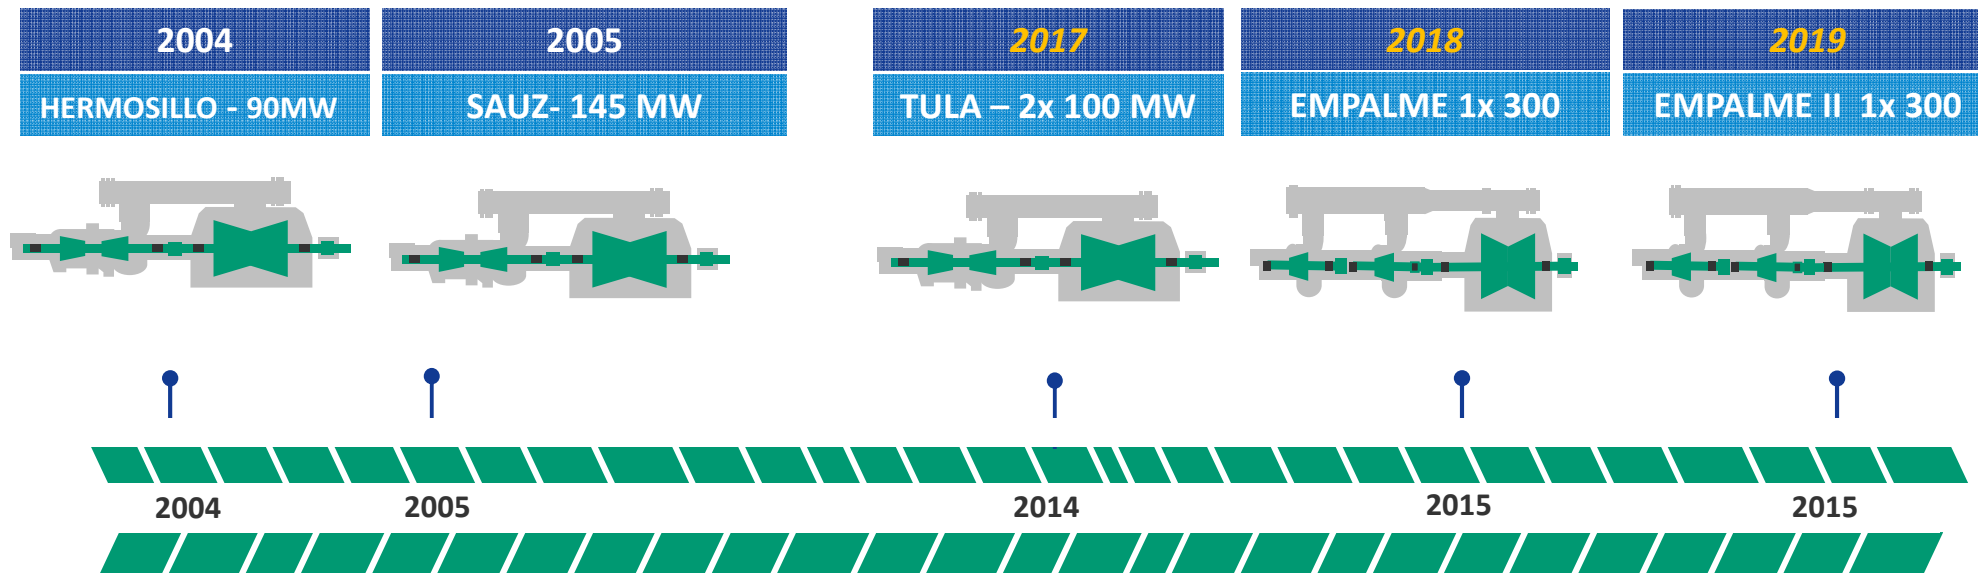 2004
2005
2017
2018
2019
HERMOSILLO - 90MW
SAUZ- 145 MW
TULA – 2x 100 MW
EMPALME 1x 300
EMPALME II 1x 300
2004
2005
2014
2015
2015